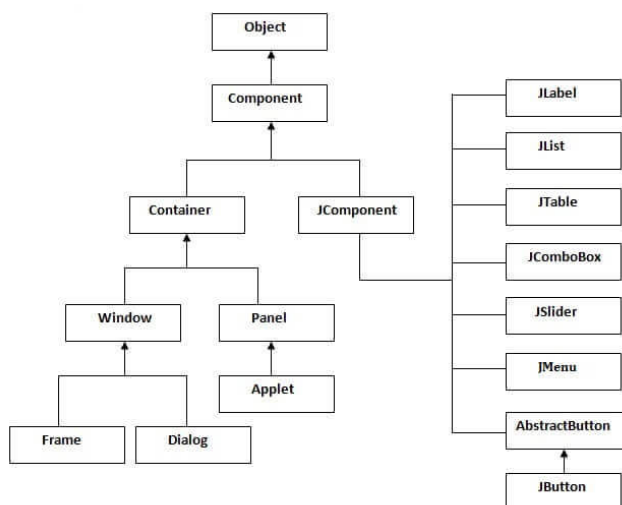 Object
Component
Container
JComponent
Window
Panel
Applet
Frame
Dialog
JLabel
JList
JTable
JComboBox
JSlider
JMenu
AbstractButton
JButton